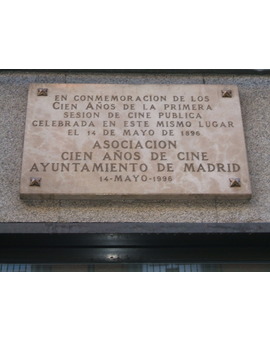 EN CONMEMORACION DE LOS
CIEN AÑOS DE LA PRIMERA
SESION DE CINE PUBLICA
CELEBRADA EN ESTE MISMO LUGAR
EL 14 DE MAYO DE 1896
ASOCIACION
CIEN AÑOS DE CINE
AYUNTAMIENTO DE MADRID
14-MAYO-1996